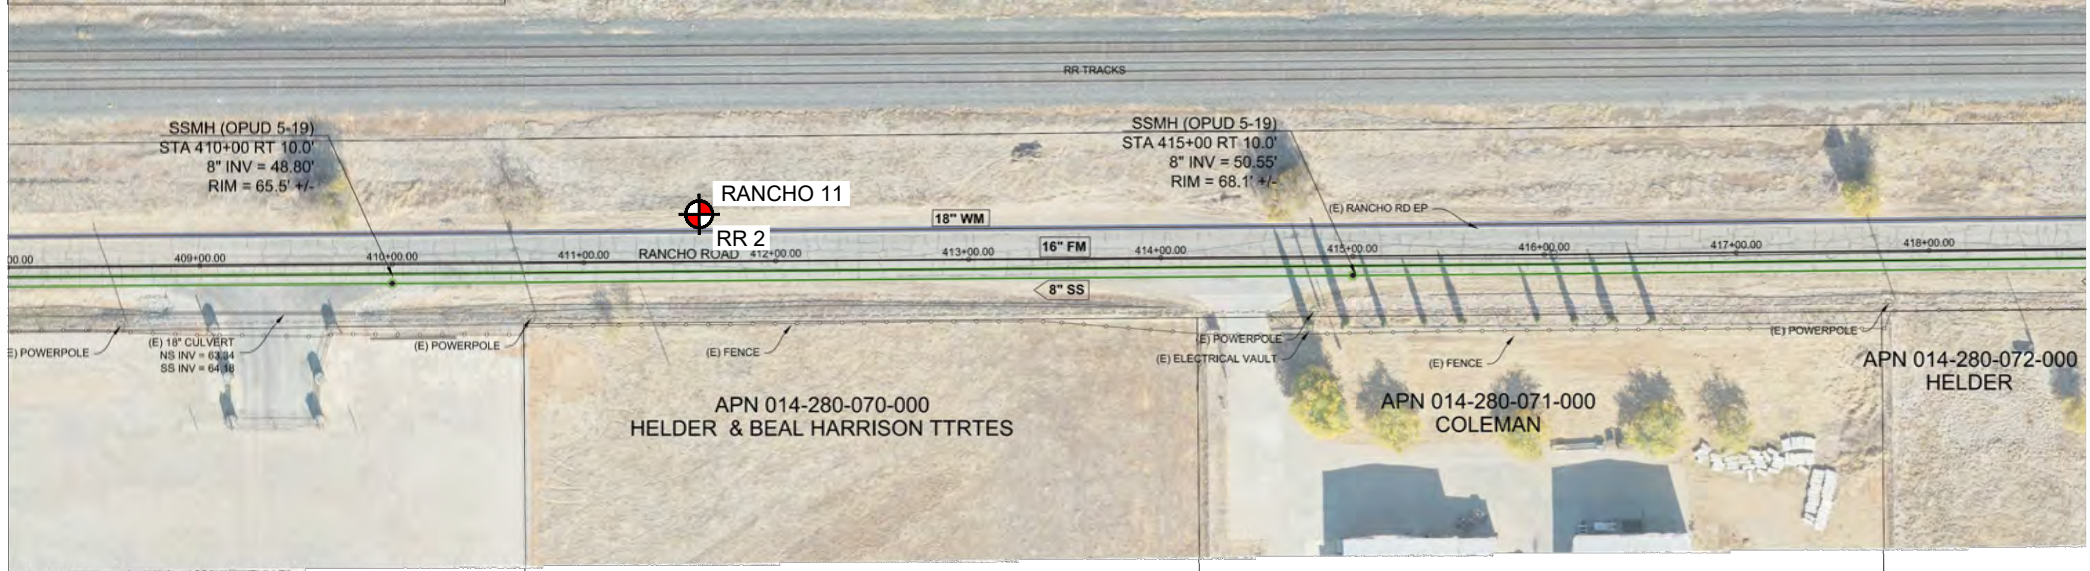 RR TRACKS
SSMH (OPUD 5-19)
STA 410+00 RT 10.0'
8" INV = 48.80'
RIM = 65.5' +/-
SSMH (OPUD 5-19)
STA 415+00 RT 10.0'
8" INV = 50.55'
RIM = 68.1' +/-
RANCHO 11
RR 2
18" WM
(E) RANCHO RD EP
16" FM
00.00
409+00.00
410+00.00
411+00.00
RANCHO ROAD
412+00.00
413+00.00
414+00.00
415+00.00
416+00.00
417+00.00
418+00.00
8" SS
E) POWERPOLE
(E) 18" CULVERT
NS INV = 63.34
SS INV = 64.18
(E) POWERPOLE
(E) FENCE
(E) POWERPOLE
(E) ELECTRICAL VAULT
(E) FENCE
(E) POWERPOLE
APN 014-280-070-000
HELDER & BEAL HARRISON TTRTES
APN 014-280-071-000
COLEMAN
APN 014-280-072-000
HELDER